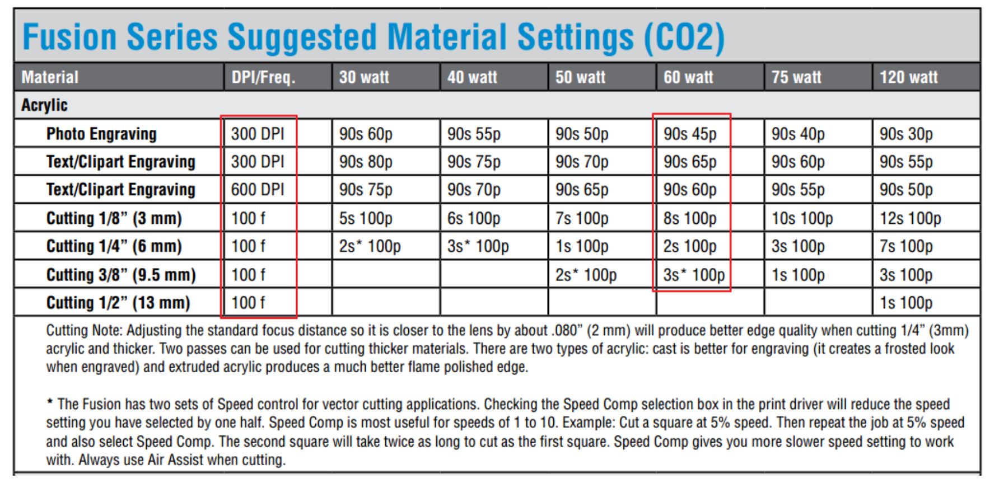 Fusion Series Suggested Material Settings (CO2)
Material DPI/Freq. 30 watt 40 watt 50 watt 60 watt 75 watt 120 watt
Acrylic
Photo Engraving 300 DPI 90s 60p 90s 55p 90s 50p 90s 45p 90s 40p 90s 30p
Text/Clipart Engraving 300 DPI 90s 80p 90s 75p 90s 70p 90s 65p 90s 60p 90s 55p
Text/Clipart Engraving 600 DPI 90s 75p 90s 70p 90s 65p 90s 60p 90s 55p 90s 50p
Cutting 1/8” (3 mm) 100 f 5s 100p 6s 100p 7s 100p 8s 100p 10s 100p 12s 100p
Cutting 1/4” (6 mm) 100 f 2s* 100p 3s* 100p 1s 100p 2s 100p 3s 100p 7s 100p
Cutting 3/8” (9.5 mm) 100 f 2s* 100p 3s* 100p 1s 100p 3s 100p
Cutting 1/2” (13 mm) 100 f 1s 100p
Cutting Note: Adjusting the standard focus distance so it is closer to the lens by about .080” (2 mm) will produce better edge quality when cutting 1/4” (3mm)
acrylic and thicker. Two passes can be used for cutting thicker materials. There are two types of acrylic: cast is better for engraving (it creates a frosted look
when engraved) and extruded acrylic produces a much better flame polished edge.
* The Fusion has two sets of Speed control for vector cutting applications. Checking the Speed Comp selection box in the print driver will reduce the speed
setting you have selected by one half. Speed Comp is most useful for speeds of 1 to 10. Example: Cut a square at 5% speed. Then repeat the job at 5% speed
and also select Speed Comp. The second square will take twice as long to cut as the first square. Speed Comp gives you more slower speed setting to work
with. Always use Air Assist when cutting.